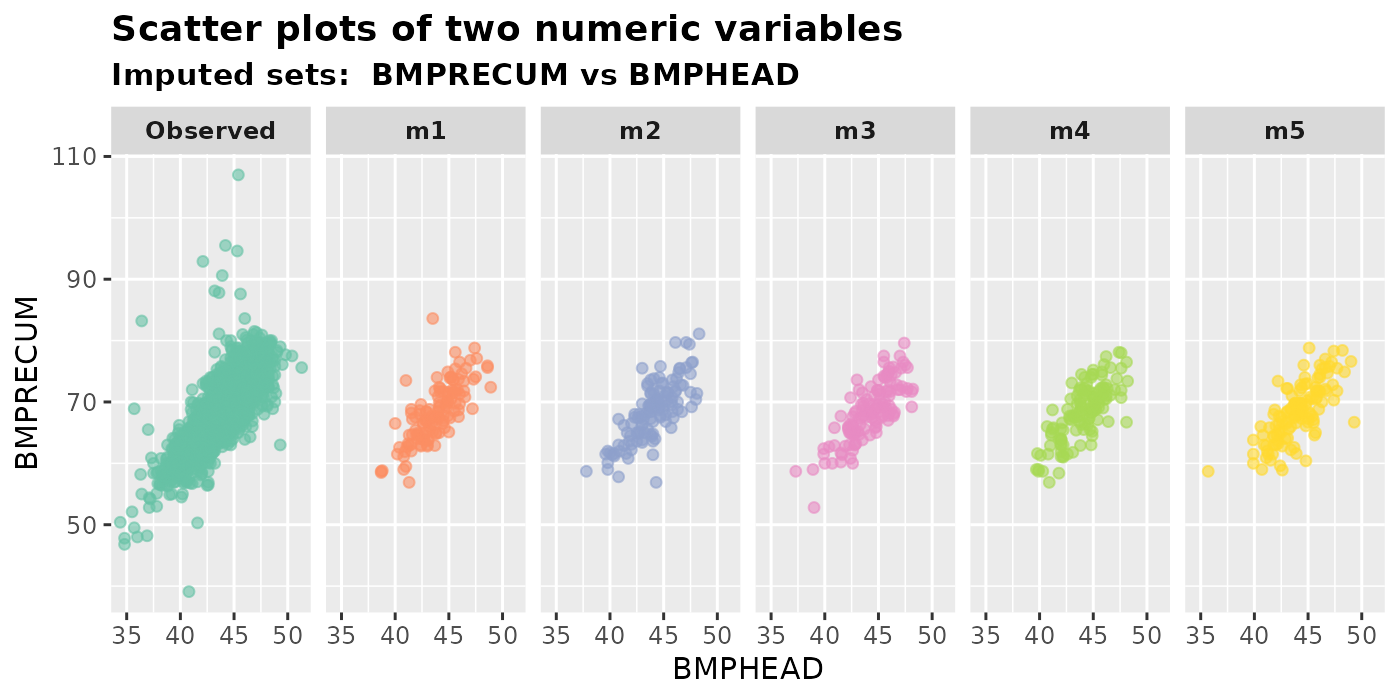 Scatter plots of two numeric variables
Imputed sets:  BMPRECUM vs BMPHEAD
Observed m1 m2 m3 m4 m5
110
90
70
50
BMPRECUM
35 40 45 50 35 40 45 50 35 40 45 50 35 40 45 50 35 40 45 50 35 40 45 50
BMPHEAD